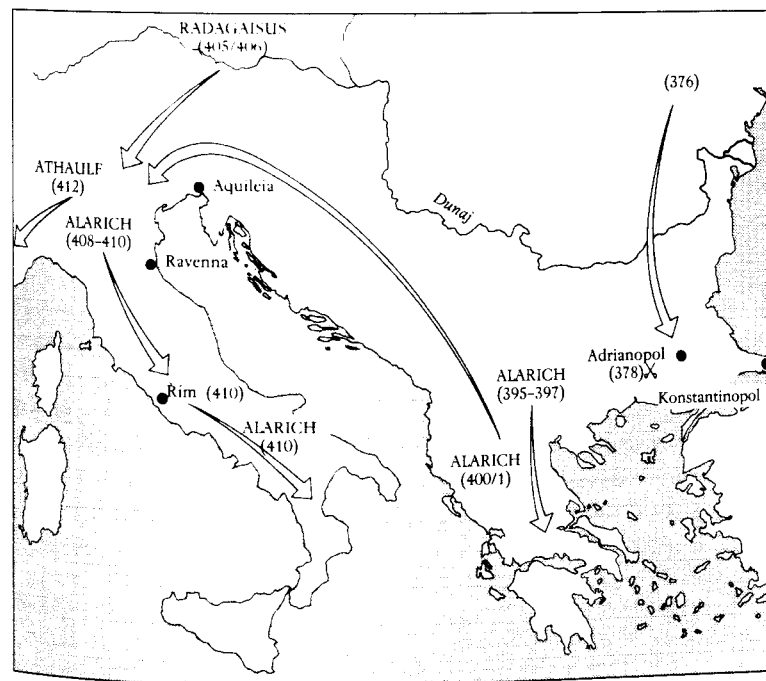 RADAGAISUS
(405/406)
(376)
ATHAULF
(412)
Aquileia
ALARICH
(408–410)
Dunaj
Ravenna
Adrianopol
(378)
ALARICH
(395–397)
Konstantinopol
Rím (410)
ALARICH
(410)
ALARICH
(400/1)